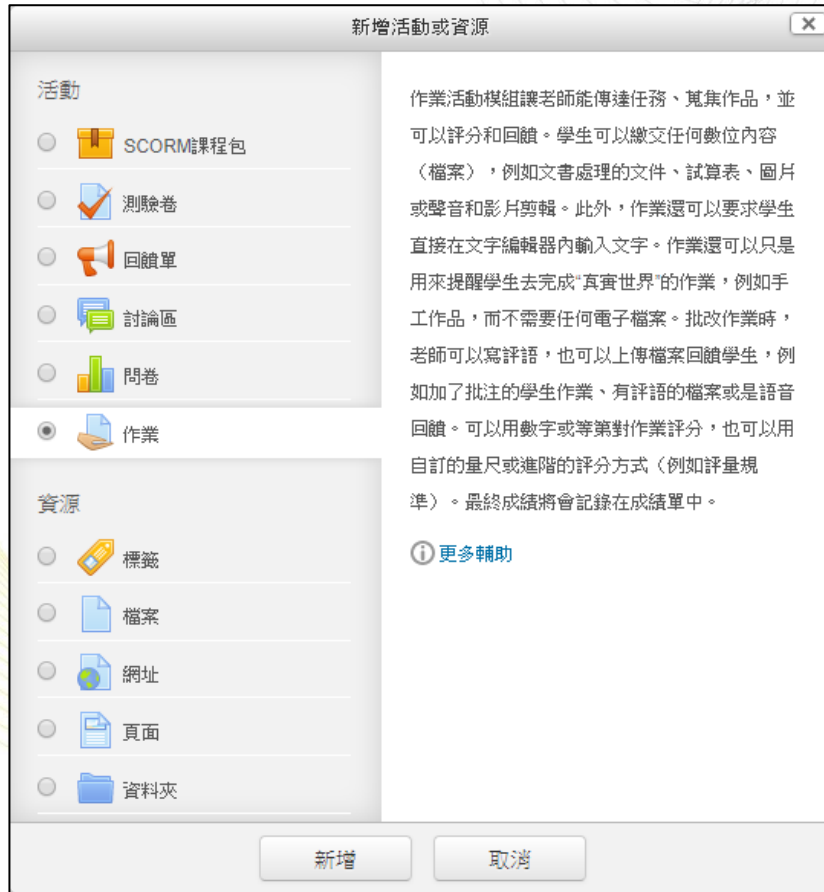 新增活動或資源
活動
SCORM課程包
測驗卷
回饋單
討論區
問卷
作業
資源
標籤
檔案
網址
頁面
資料夾
作業活動模組讓老師能傳達任務、蒐集作品，並
可以評分和回饋。學生可以繳交任何數位內容
（檔案），例如文書處理的文件、試算表、圖片
或聲音和影片剪輯。此外，作業還可以要求學生
直接在文字編輯器內輸入文字。作業還可以只是
用來提醒學生去完成“真實世界”的作業，例如手
工作品，而不需要任何電子檔案。批改作業時，
老師可以寫評語，也可以上傳檔案回饋學生，例
如加了批注的學生作業、有評語的檔案或是語音
回饋。可以用數字或等第對作業評分，也可以用
自訂的量尺或進階的評分方式（例如評量規
準）。最終成績將會記錄在成績單中。
更多輔助
新增
取消